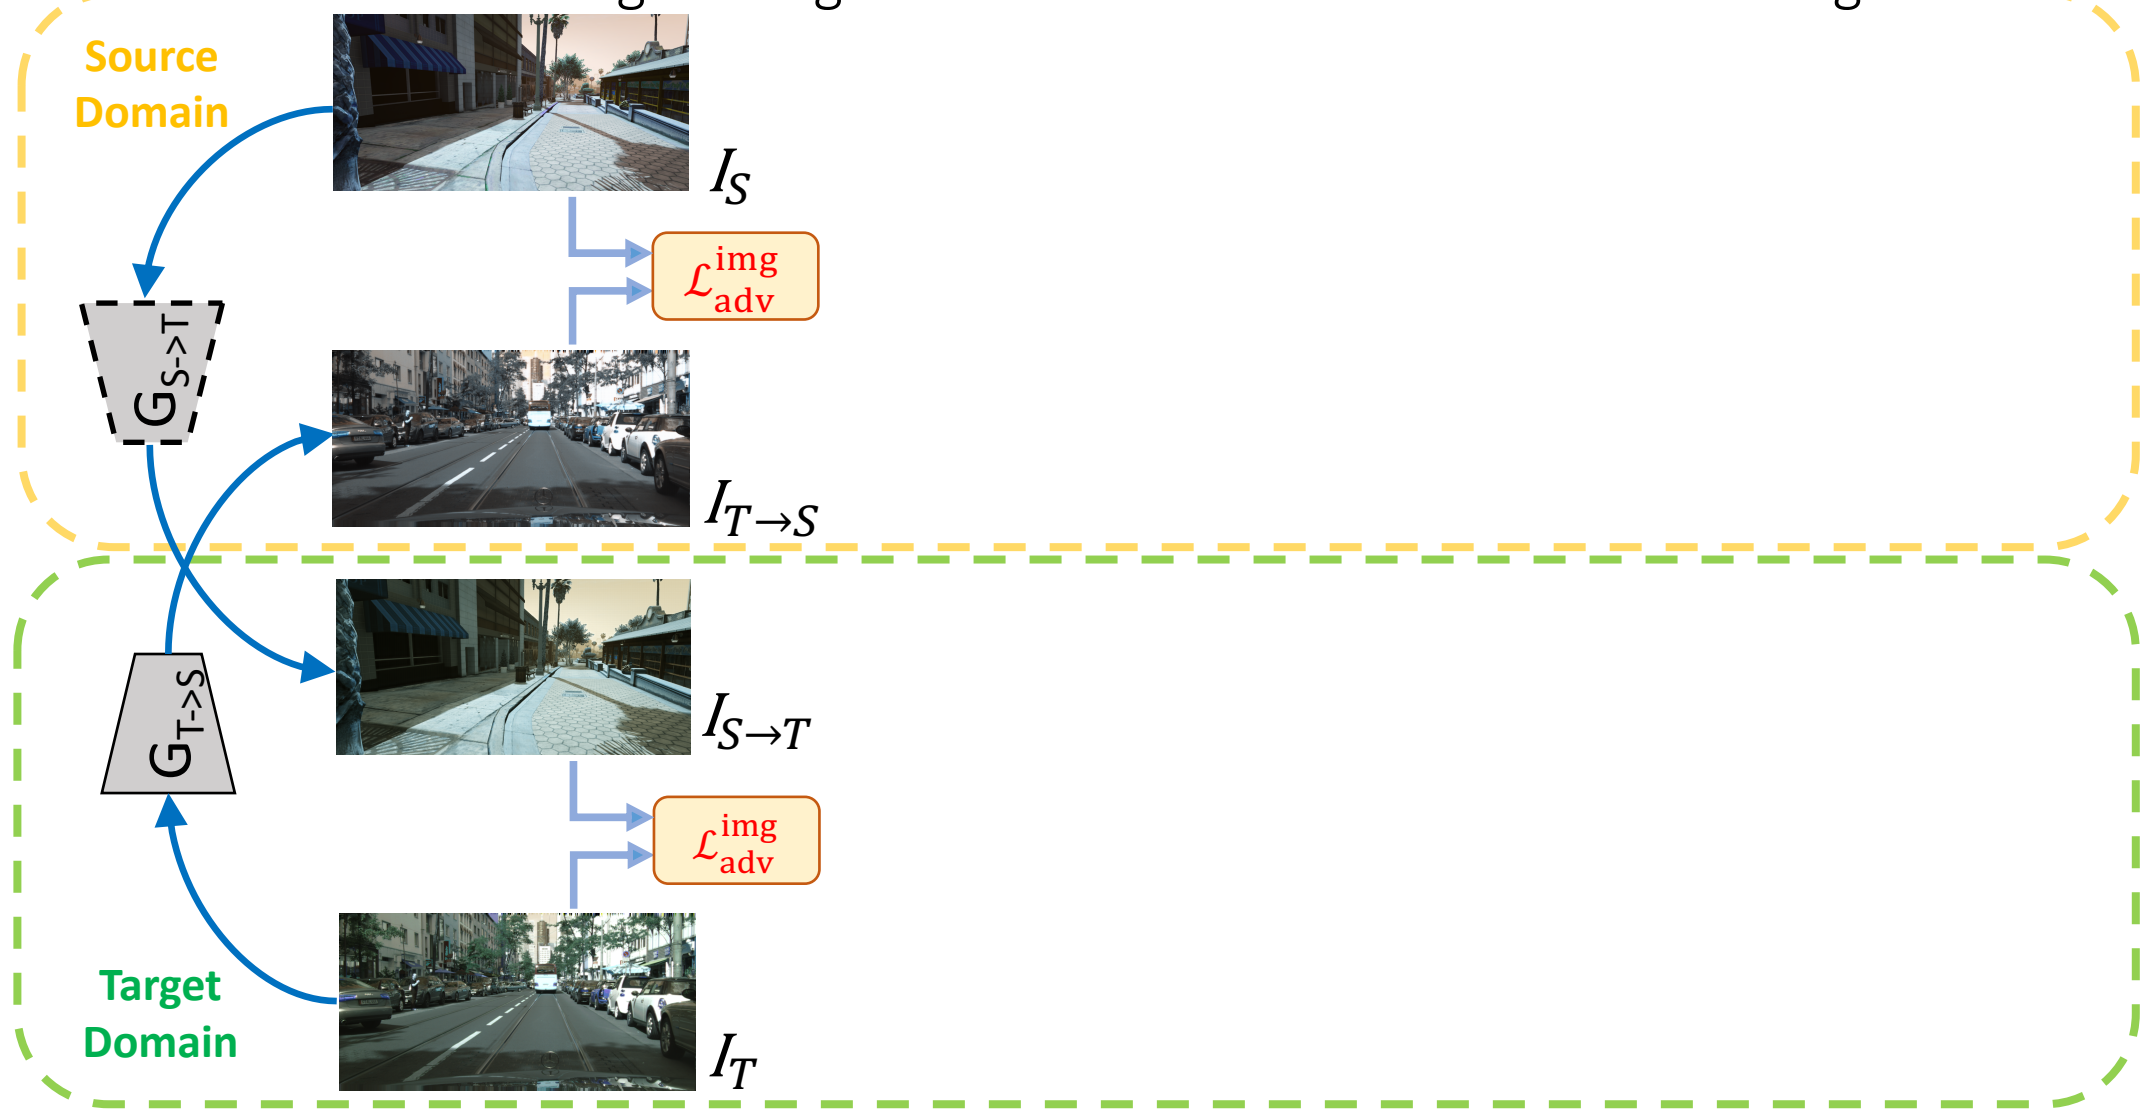 Source
Domain
I_S
L_adv^img
G_S->T
I_T→S
I_S→T
G_T->S
L_adv^img
Target
Domain
I_T